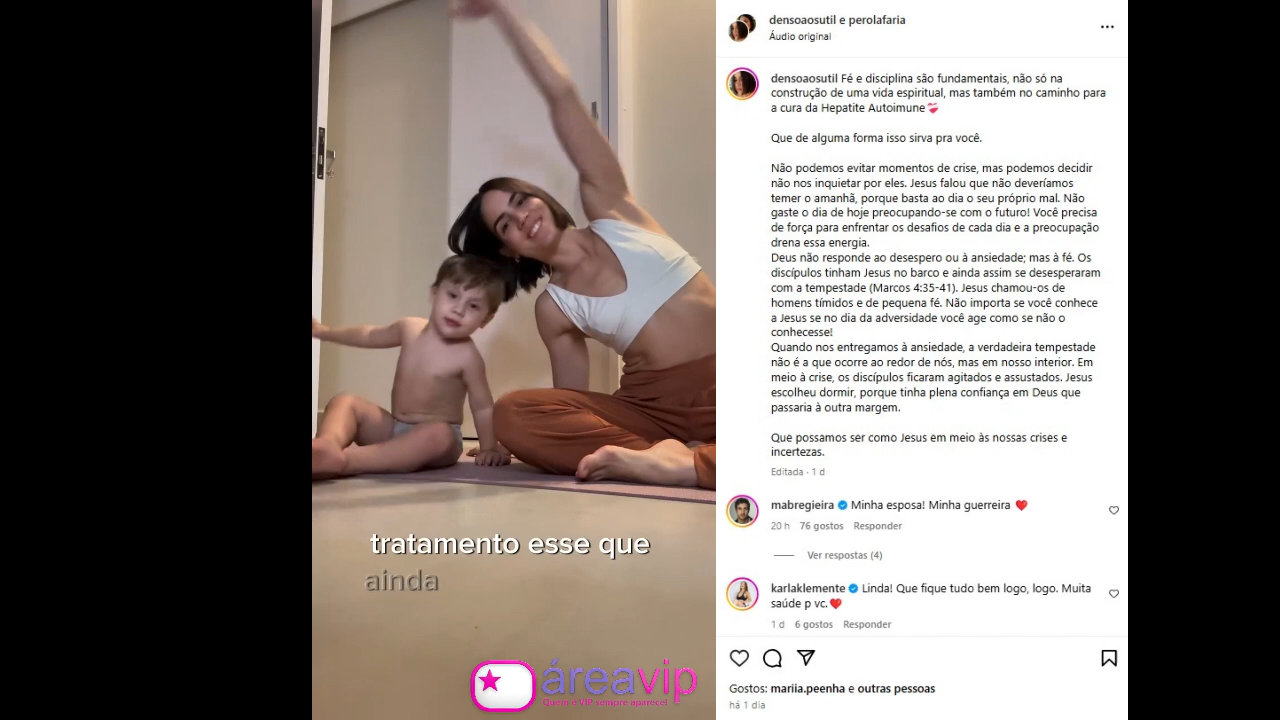 tratamento esse que
ainda
áreavip
Quem é VIP sempre aparece!
densoaosutil e perolafaria
Áudio original
densoaosutil Fé e disciplina são fundamentais, não só na
construção de uma vida espiritual, mas também no caminho para
a cura da Hepatite Autoimune❤️‍🩹
Que de alguma forma isso sirva pra você.
Não podemos evitar momentos de crise, mas podemos decidir
não nos inquietar por eles. Jesus falou que não deveríamos
temer o amanhã, porque basta ao dia o seu próprio mal. Não
gaste o dia de hoje preocupando-se com o futuro! Você precisa
de força para enfrentar os desafios de cada dia e a preocupação
drena essa energia.
Deus não responde ao desespero ou à ansiedade; mas à fé. Os
discípulos tinham Jesus no barco e ainda assim se desesperaram
com a tempestade (Marcos 4:35-41). Jesus chamou-os de
homens tímidos e de pequena fé. Não importa se você conhece
a Jesus se no dia da adversidade você age como se não o
conhecesse!
Quando nos entregamos à ansiedade, a verdadeira tempestade
não é a que ocorre ao redor de nós, mas em nosso interior. Em
meio à crise, os discípulos ficaram agitados e assustados. Jesus
escolheu dormir, porque tinha plena confiança em Deus que
passaria à outra margem.
Que possamos ser como Jesus em meio às nossas crises e
incertezas.
Editada · 1 d
mabregieira Minha esposa! Minha guerreira ❤️
20 h 76 gostos Responder
Ver respostas (4)
karlaklemente Linda! Que fique tudo bem logo, logo. Muita
saúde p vc.❤️
1 d 6 gostos Responder
Gostos: mariia.peenha e outras pessoas
há 1 dia